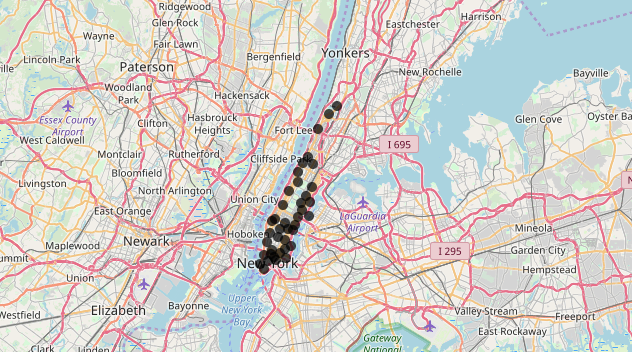 Ridgewood
Harrison
Glen Rock
Eastchester
Wayne
Fair Lawn
Yonkers
Lincoln Park
Bergenfield
Paterson
New Rochelle
Bayville
Woodland
Park
Hackensack
Essex County
Airport
Clifton
Hasbrouck
Heights
Fort Lee
Glen Cove
Oyster Ba
West Caldwell
I 695
Montclair
Rutherford
Cliffside Park
Bloomfield
Livingston
North Arlington
Union City
East Orange
LaGuardia
Airport
Mineola
Maplewood
Newark
Hoboken
I 295
Garden City
ummit
New York
Hempstead
Union
Upper
New York
Bay
Bayonne
Elizabeth
Valley Stream
Freeport
Westfield
East Rockaway
Gateway
National
Clark
Linden